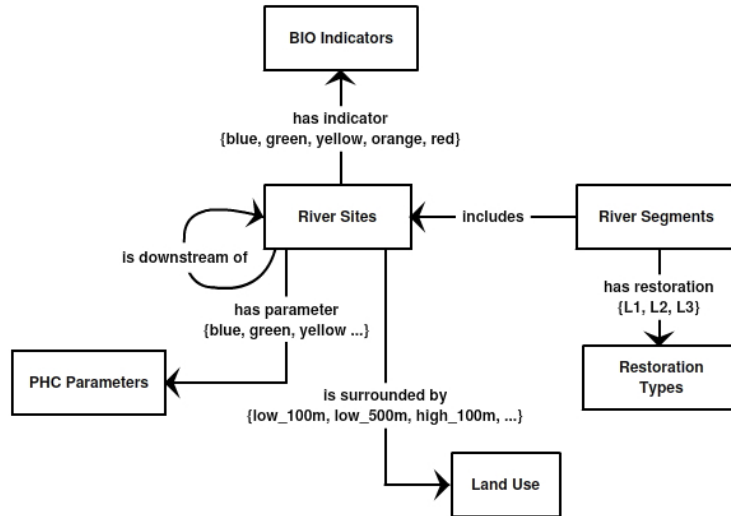 BIO Indicators
has indicator
{blue, green, yellow, orange, red}
River Sites
includes
River Segments
is downstream of
has restoration
{L1, L2, L3}
has parameter
{blue, green, yellow ...}
PHC Parameters
Restoration
Types
is surrounded by
{low_100m, low_500m, high_100m, ...}
Land Use